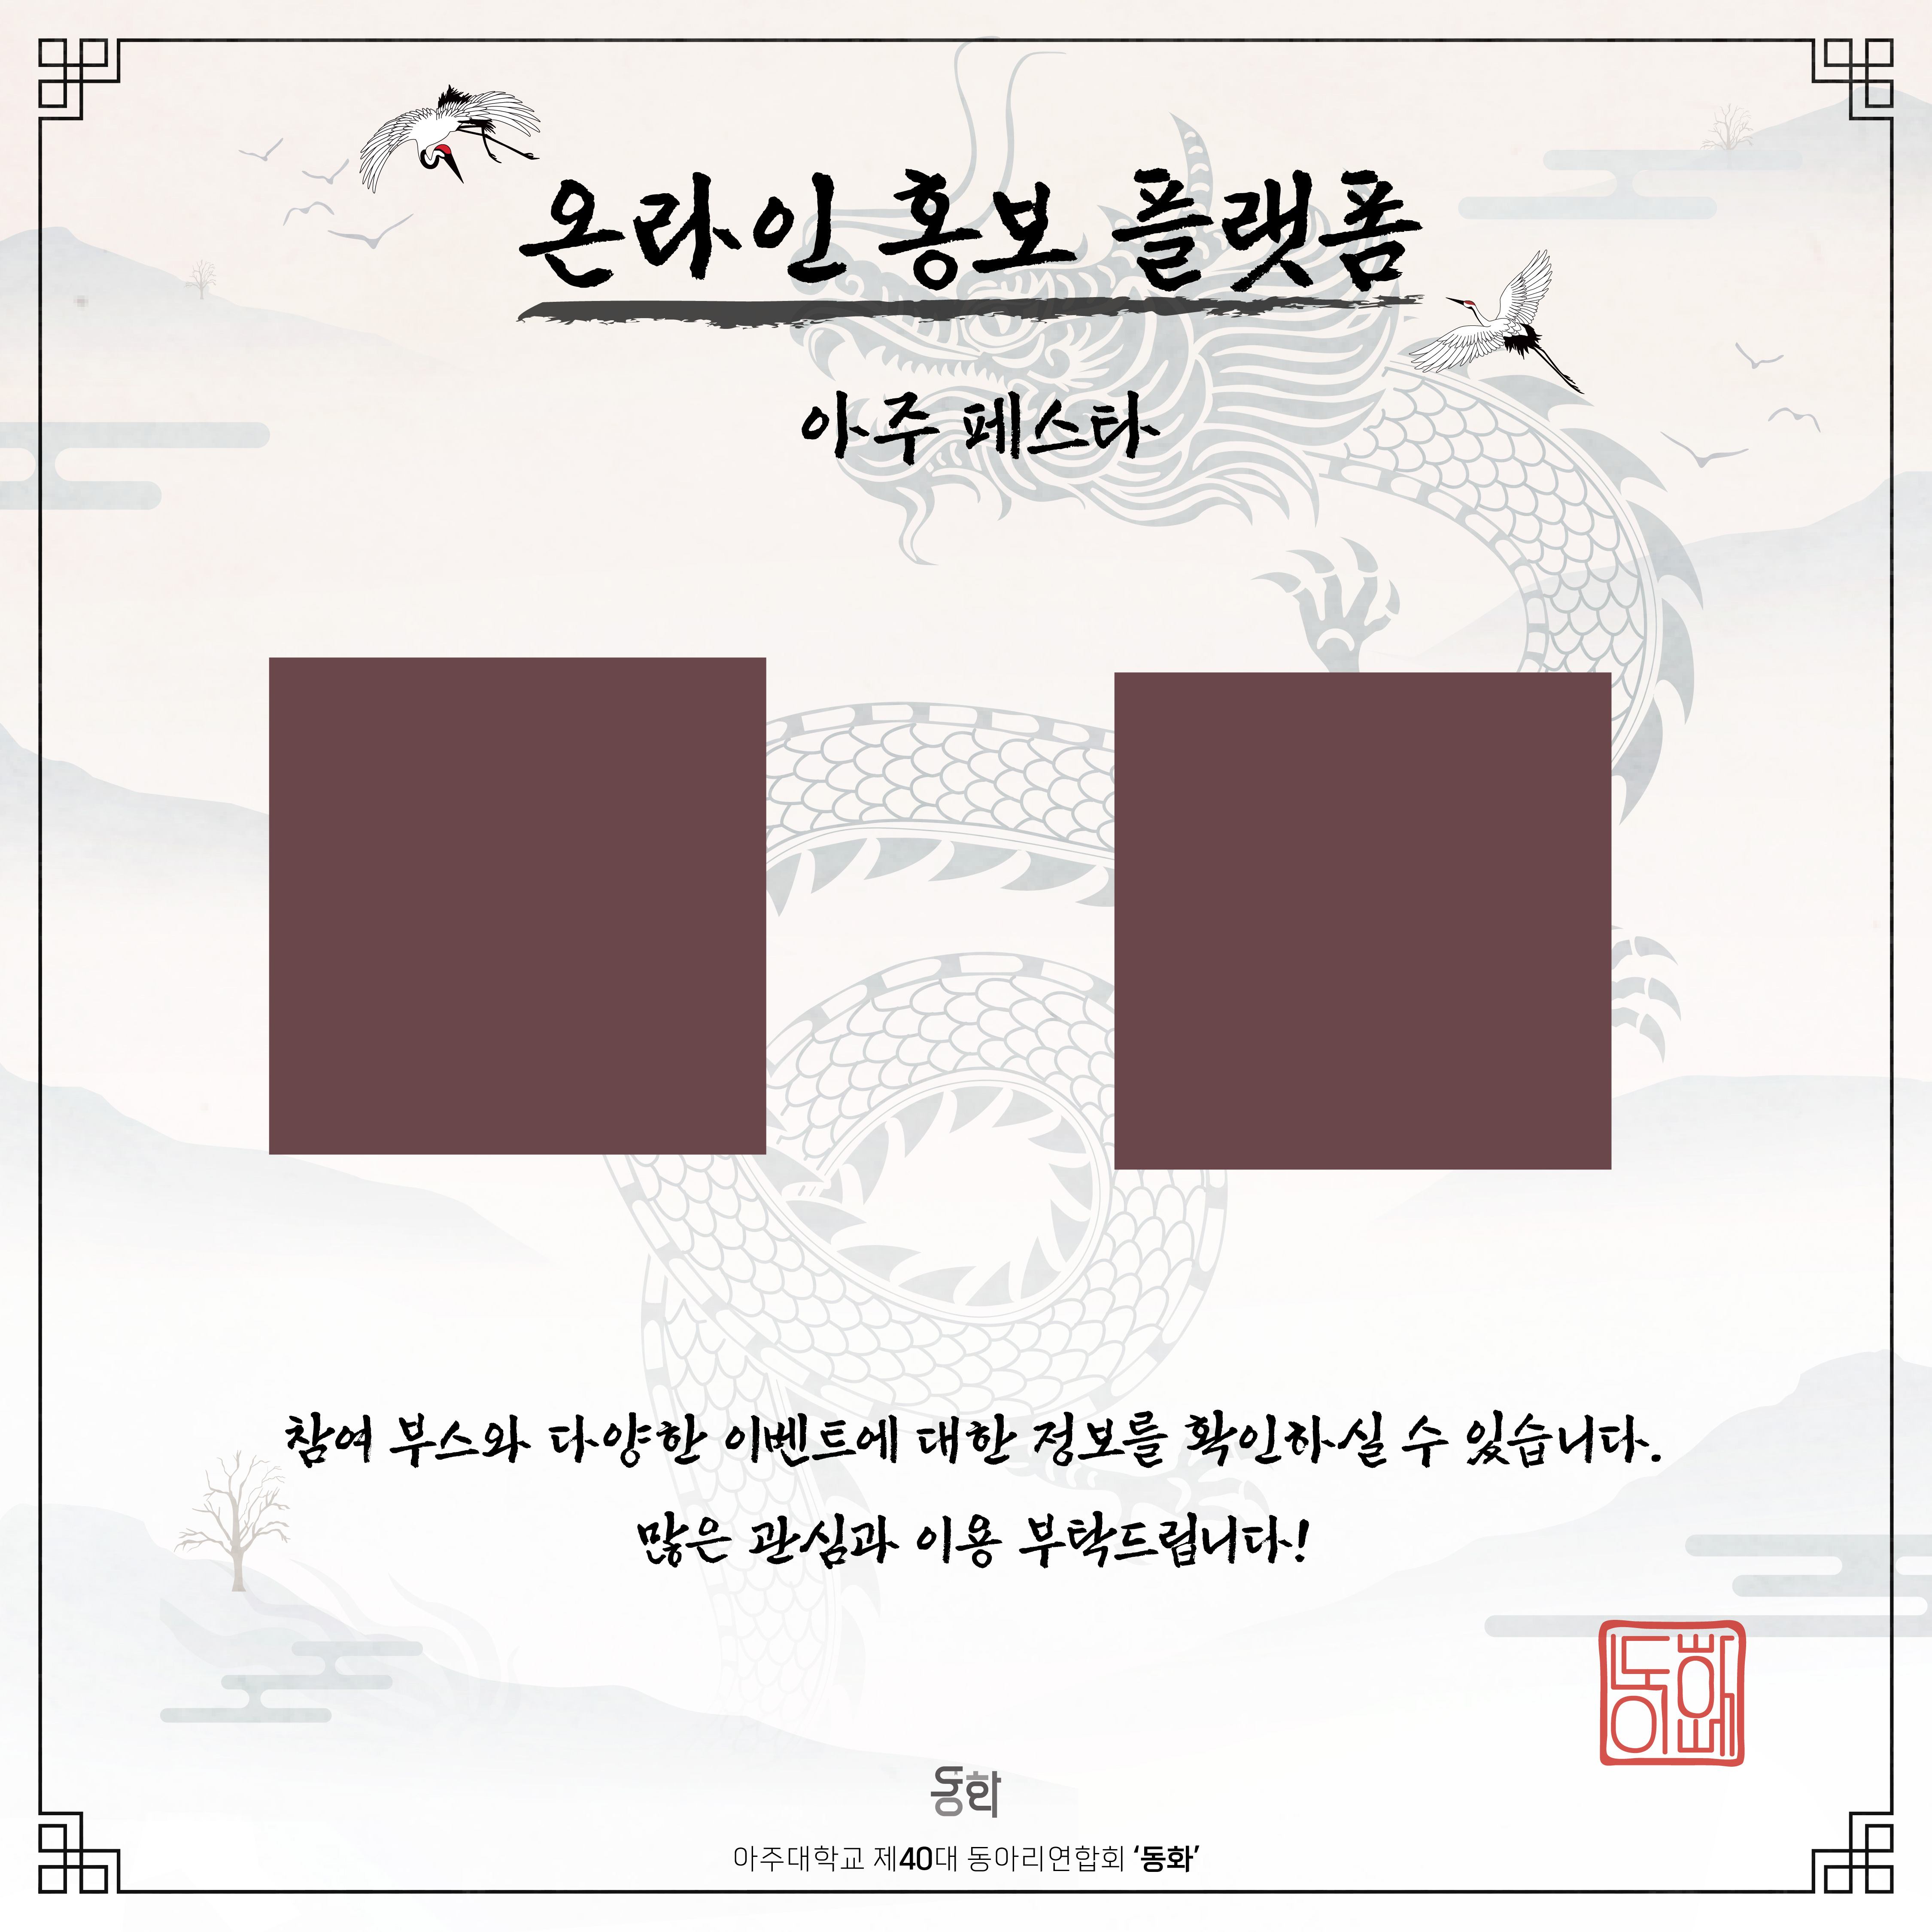 온라인 홍보 플랫폼
아주 페스타
참여 부스와 다양한 이벤트에 대한 정보를 확인하실 수 있습니다.
많은 관심과 이용 부탁드립니다!
동화
동화
아주대학교 제40대 동아리연합회 ‘동화’